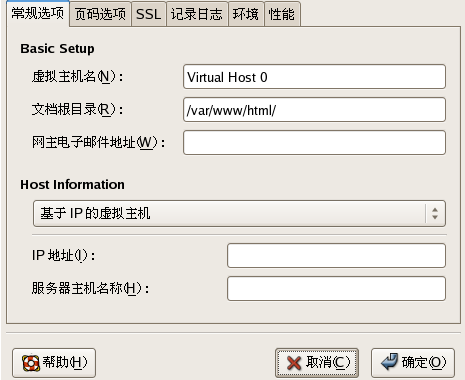 常规选项 页码选项 SSL 记录日志 环境 性能
Basic Setup
虚拟主机名(N)： Virtual Host 0
文档根目录(R)： /var/www/html/
网主电子邮件地址(W)：
Host Information
基于 IP 的虚拟主机
IP 地址(I)：
服务器主机名称(H)：
帮助(H) 取消(C) 确定(O)